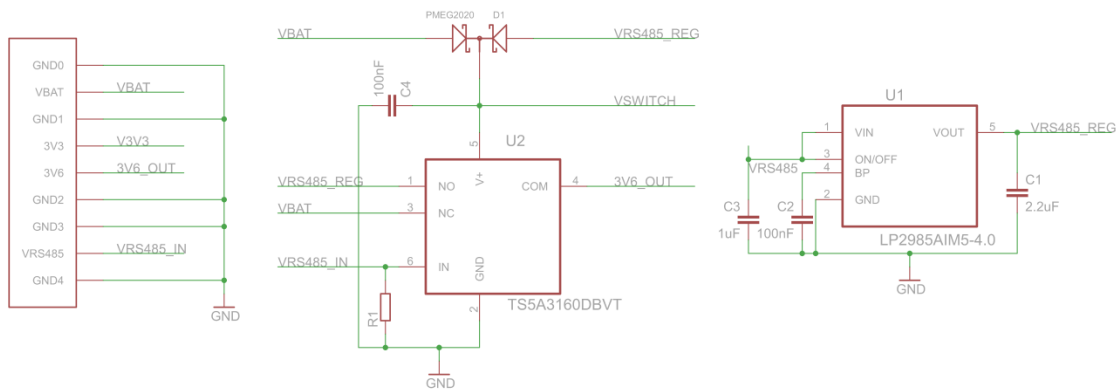 GND0
VBAT
VBAT
GND1
3V3
V3V3
3V6
3V6_OUT
GND2
GND3
VRS485
VRS485_IN
GND4
GND
VBAT
PMEG2020
D1
VRS485_REG
100nF
C4
VSWITCH
U2
5
V+
VRS485_REG
1
NO
COM
4
3V6_OUT
VBAT
3
NC
VRS485_IN
6
IN
GND
2
TS5A3160DBVT
R1
GND
U1
1
VIN
VOUT
5
VRS485_REG
3
ON/OFF
VRS485
4
BP
2
GND
C3
1uF
C2
100nF
C1
2.2uF
LP2985AIM5-4.0
GND